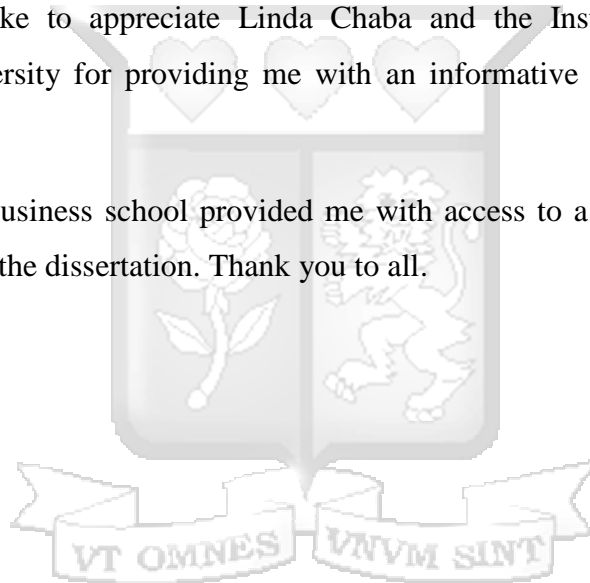 ke to appreciate Linda Chaba and the Ins
ersity for providing me with an informative
usiness school provided me with access to a
the dissertation. Thank you to all.
VT OMNES VNVM SINT